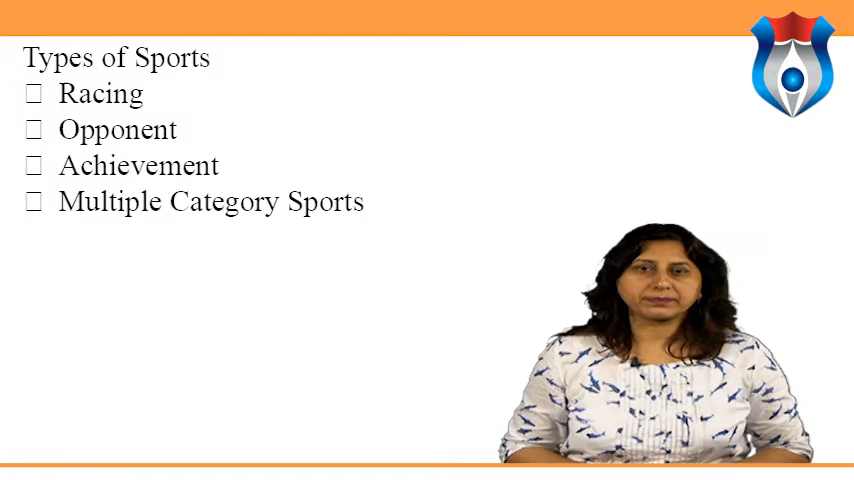 Types of Sports
□ Racing
□ Opponent
□ Achievement
□ Multiple Category Sports